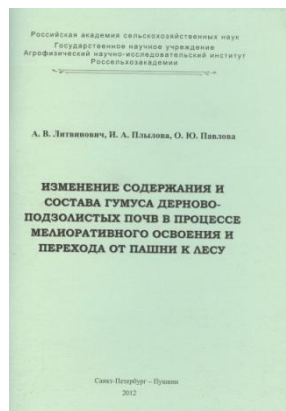 Российская академия сельскохозяйственных наук
Государственное научное учреждение
Агрофизический научно-исследовательский институт
Россельхозакадемии
А. В. Литвинович, И. А. Плылова, О. Ю. Павлова
ИЗМЕНЕНИЕ СОДЕРЖАНИЯ И
СОСТАВА ГУМУСА ДЕРНОВО-
ПОДЗОЛИСТЫХ ПОЧВ В ПРОЦЕССЕ
МЕЛИОРАТИВНОГО ОСВОЕНИЯ И
ПЕРЕХОДА ОТ ПАШНИ К ЛЕСУ
Санкт-Петербург – Пушкин
2012